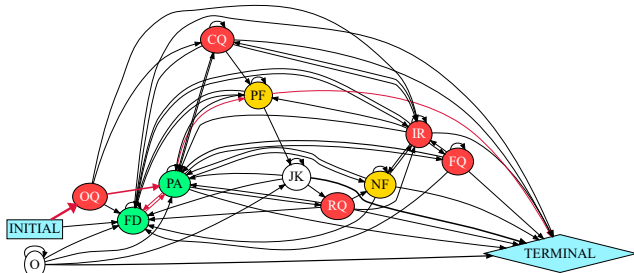 CQ
PF
IR
FQ
JK
PA
NF
OQ
RQ
FD
INITIAL
TERMINAL
O